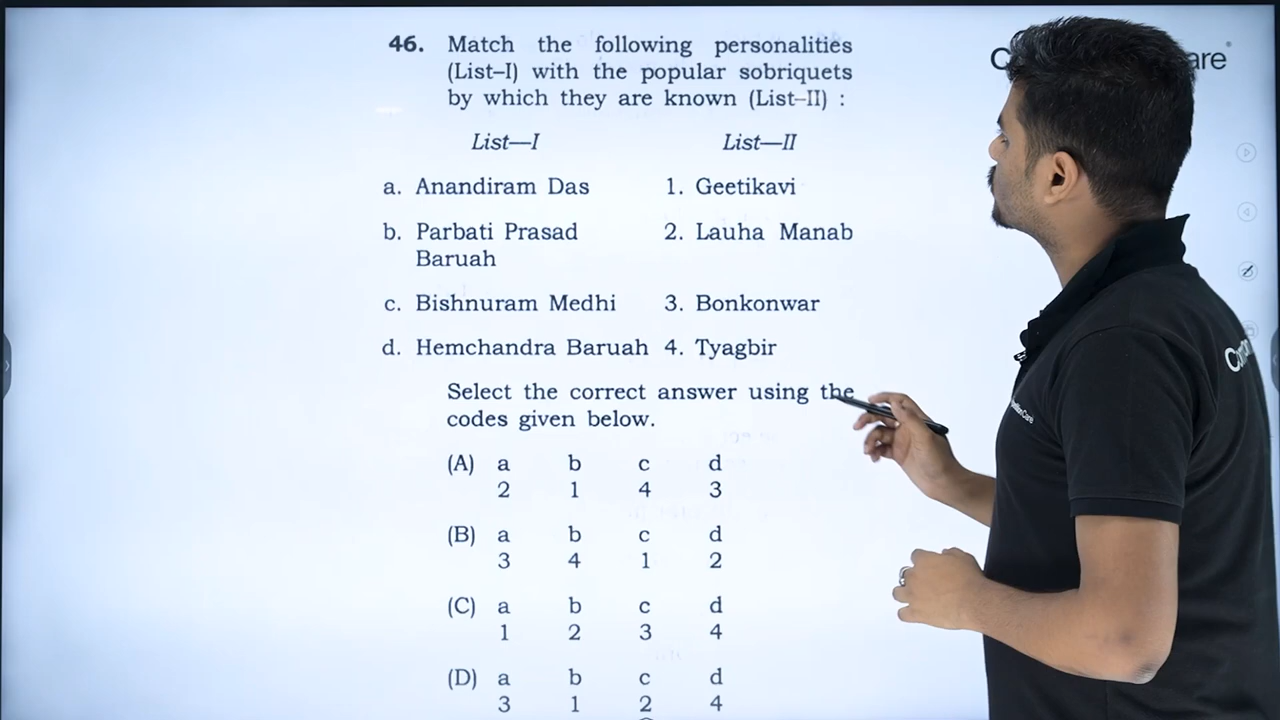 46. Match the following personalities
(List–I) with the popular sobriquets
by which they are known (List–II) :
List—I List—II
a. Anandiram Das 1. Geetikavi
b. Parbati Prasad 2. Lauha Manab
Baruah
c. Bishnuram Medhi 3. Bonkonwar
d. Hemchandra Baruah 4. Tyagbir
Select the correct answer using the
codes given below.
(A) a b c d
2 1 4 3
(B) a b c d
3 4 1 2
(C) a b c d
1 2 3 4
(D) a b c d
3 1 2 4